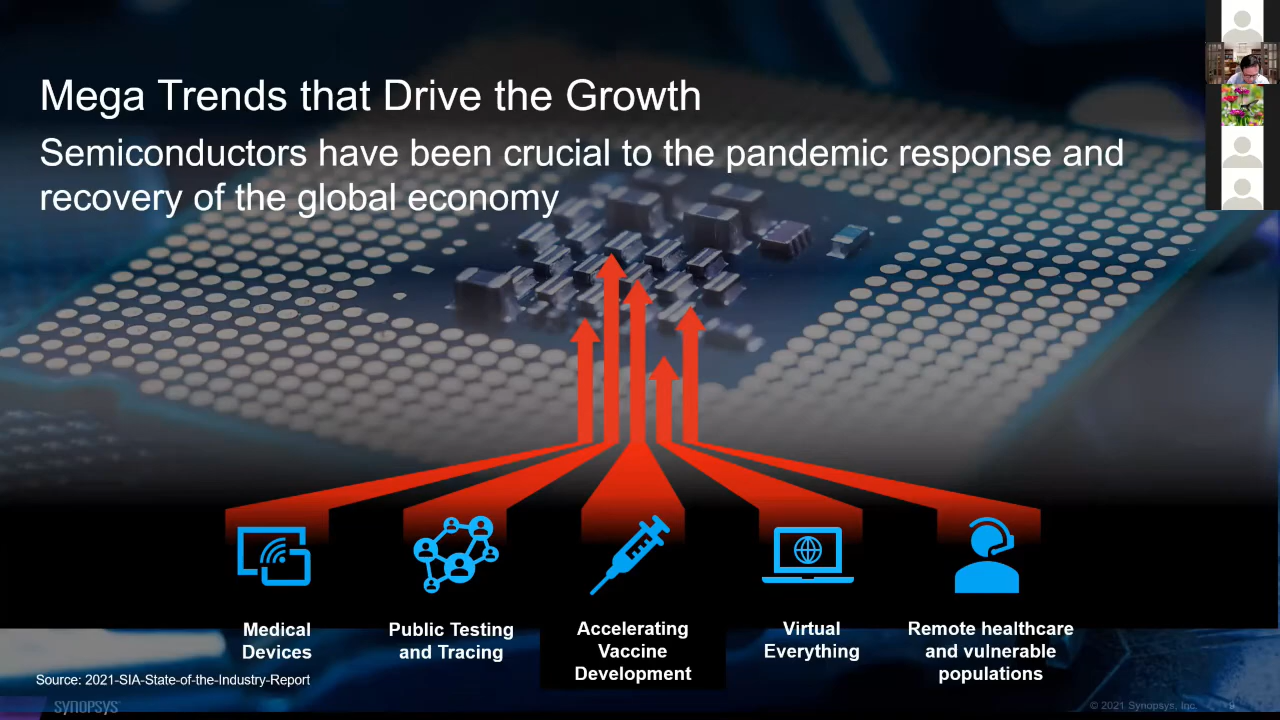 Mega Trends that Drive the Growth
Semiconductors have been crucial to the pandemic response and
recovery of the global economy
Medical
Devices
Public Testing
and Tracing
Accelerating
Vaccine
Development
Virtual
Everything
Remote healthcare
and vulnerable
populations
Source: 2021-SIA-State-of-the-Industry-Report
SYNOPSYS
© 2021 Synopsys, Inc.
9